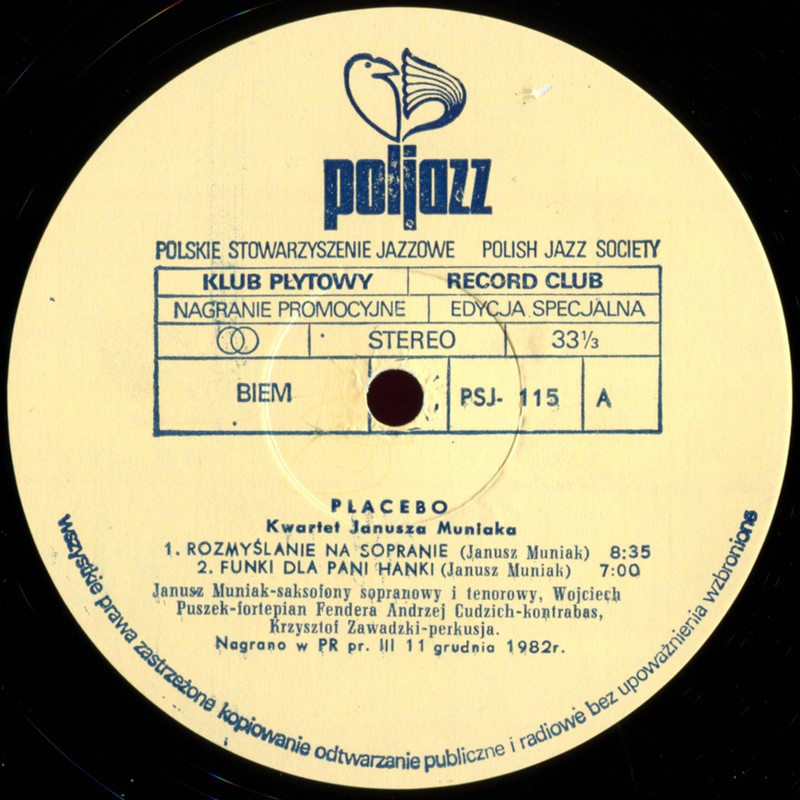 poljazz
POLSKIE STOWARZYSZENIE JAZZOWE POLISH JAZZ SOCIETY
KLUB PŁYTOWY RECORD CLUB
NAGRANIE PROMOCYJNE EDYCJA SPECJALNA
STEREO 33 1/3
BIEM PSJ- 115 A
PLACEBO
Kwartet Janusza Muniaka
1. ROZMYŚLANIE NA SOPRANIE (Janusz Muniak) 8:35
2. FUNKI DLA PANI HANKI (Janusz Muniak) 7:00
Janusz Muniak-saksofony sopranowy i tenorowy, Wojciech
Puszek-fortepian Fendera Andrzej Cudzich-kontrabas,
Krzysztof Zawadzki-perkusja.
Nagrano w PR pr. III 11 grudnia 1982r.
wszystkie prawa zastrzeżone kopiowanie odtwarzanie publiczne i radiowe bez upoważnienia wzbronione